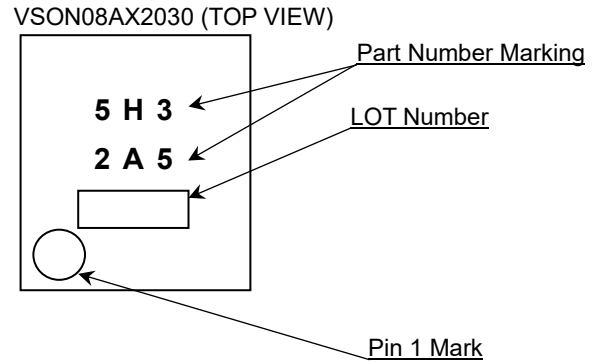 VSON08AX2030 (TOP VIEW)
Part Number Marking
5 H 3
LOT Number
2 A 5
Pin 1 Mark